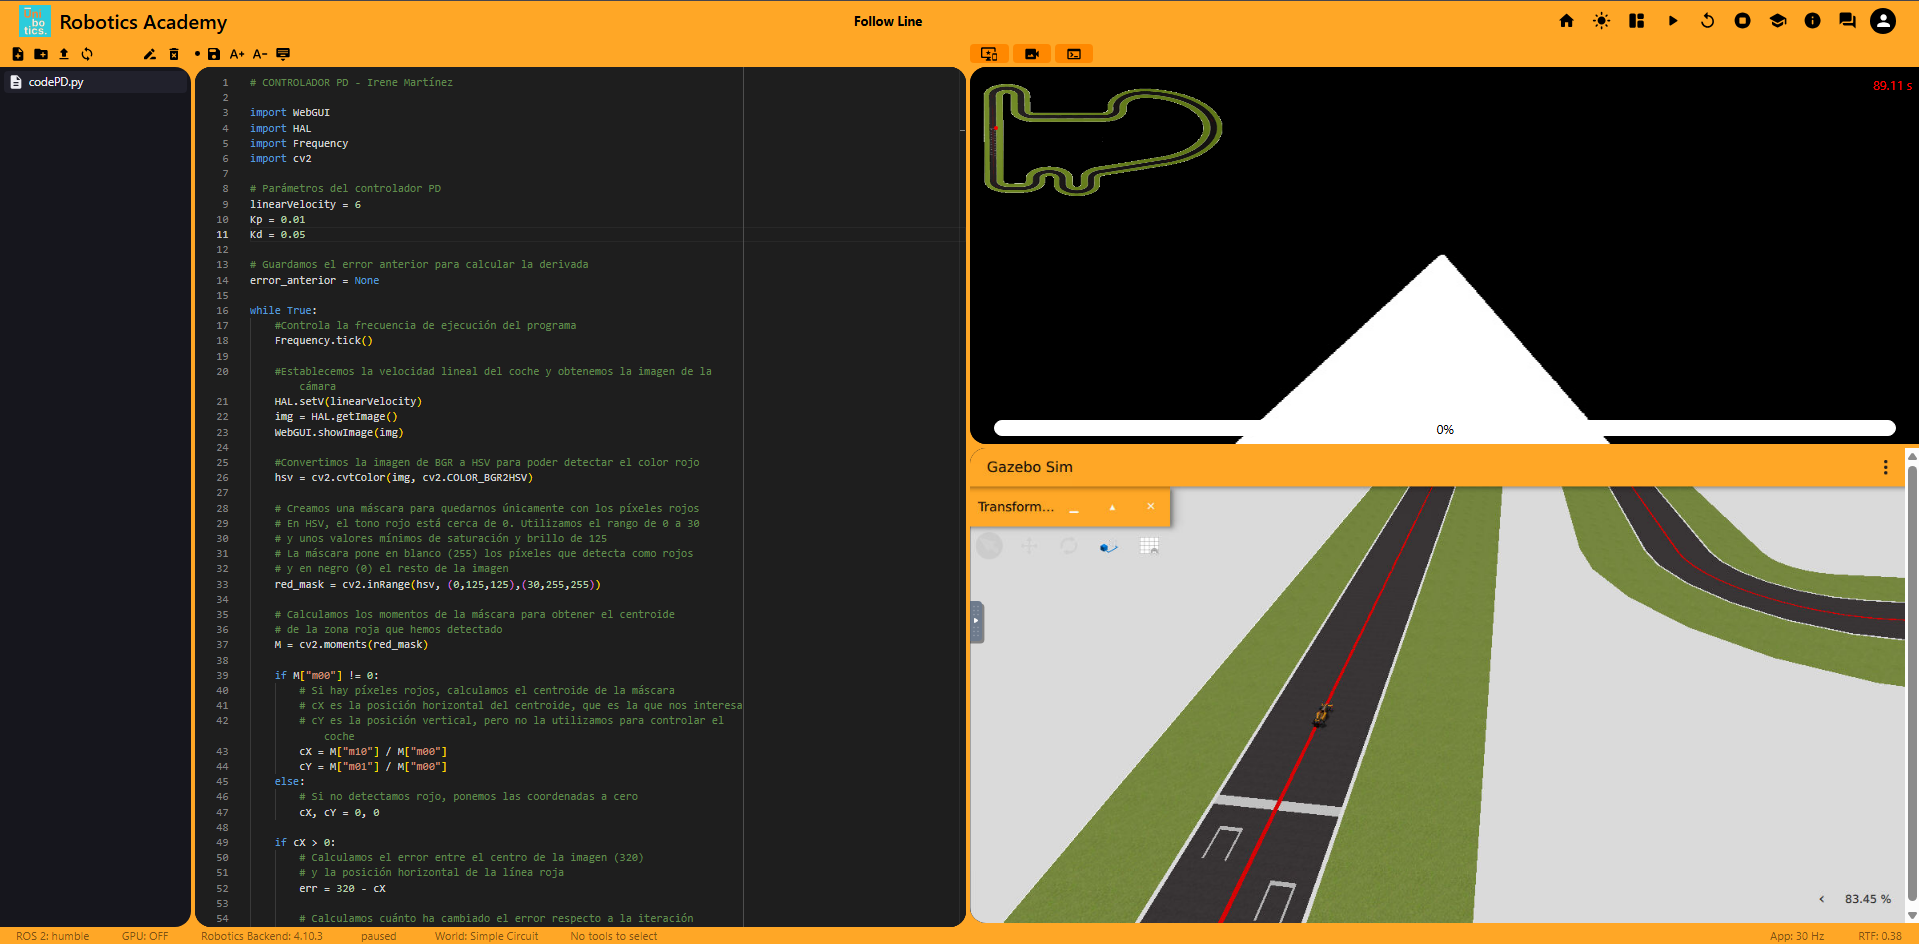 .bo
tics.
Robotics Academy
Follow Line
A+
A-
codePD.py
1 # CONTROLADOR PD - Irene Martínez
2
3 import WebGUI
4 import HAL
5 import Frequency
6 import cv2
7
8 # Parámetros del controlador PD
9 linearVelocity = 6
10 Kp = 0.01
11 Kd = 0.05
12
13 # Guardamos el error anterior para calcular la derivada
14 error_anterior = None
15
16 while True:
17 #Controla la frecuencia de ejecución del programa
18 Frequency.tick()
19
20 #Establecemos la velocidad lineal del coche y obtenemos la imagen de la
cámara
21 HAL.setV(linearVelocity)
22 img = HAL.getImage()
23 WebGUI.showImage(img)
24
25 #Convertimos la imagen de BGR a HSV para poder detectar el color rojo
26 hsv = cv2.cvtColor(img, cv2.COLOR_BGR2HSV)
27
28 # Creamos una máscara para quedarnos únicamente con los píxeles rojos
29 # En HSV, el tono rojo está cerca de 0. Utilizamos el rango de 0 a 30
30 # y unos valores mínimos de saturación y brillo de 125
31 # La máscara pone en blanco (255) los píxeles que detecta como rojos
32 # y en negro (0) el resto de la imagen
33 red_mask = cv2.inRange(hsv, (0,125,125),(30,255,255))
34
35 # Calculamos los momentos de la máscara para obtener el centroide
36 # de la zona roja que hemos detectado
37 M = cv2.moments(red_mask)
38
39 if M["m00"] != 0:
40 # Si hay píxeles rojos, calculamos el centroide de la máscara
41 # cX es la posición horizontal del centroide, que es la que nos interesa
42 # cY es la posición vertical, pero no la utilizamos para controlar el
coche
43 cX = M["m10"] / M["m00"]
44 cY = M["m01"] / M["m00"]
45 else:
46 # Si no detectamos rojo, ponemos las coordenadas a cero
47 cX, cY = 0, 0
48
49 if cX > 0:
50 # Calculamos el error entre el centro de la imagen (320)
51 # y la posición horizontal de la línea roja
52 err = 320 - cX
53
54 # Calculamos cuánto ha cambiado el error respecto a la iteración
89.11 s
0%
Gazebo Sim
Transform...
83.45 %
ROS 2: humble
GPU: OFF
Robotics Backend: 4.10.3
paused
World: Simple Circuit
No tools to select
App: 30 Hz
RTF: 0.38